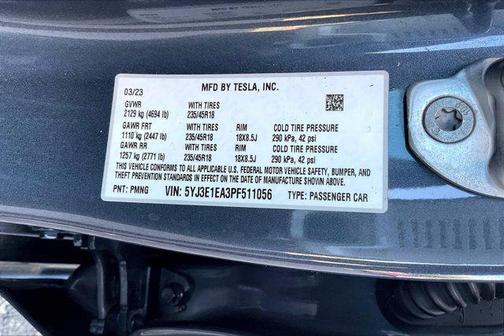 MFD BY TESLA, INC.
03/23
GVWR WITH TIRES
2129 kg (4694 lb) 235/45R18
GAWR FRT WITH TIRES RIM COLD TIRE PRESSURE
1110 kg (2447 lb) 235/45R18 18X8.5J 290 kPa, 42 psi
GAWR RR WITH TIRES RIM COLD TIRE PRESSURE
1257 kg (2771 lb) 235/45R18 18X8.5J 290 kPa, 42 psi
THIS VEHICLE CONFORMS TO ALL APPLICABLE U.S. FEDERAL MOTOR VEHICLE SAFETY, BUMPER, AND
THEFT PREVENTION STANDARDS IN EFFECT ON THE DATE OF MANUFACTURE SHOWN ABOVE.
PNT: PMNG VIN: 5YJ3E1EA3PF511056 TYPE: PASSENGER CAR